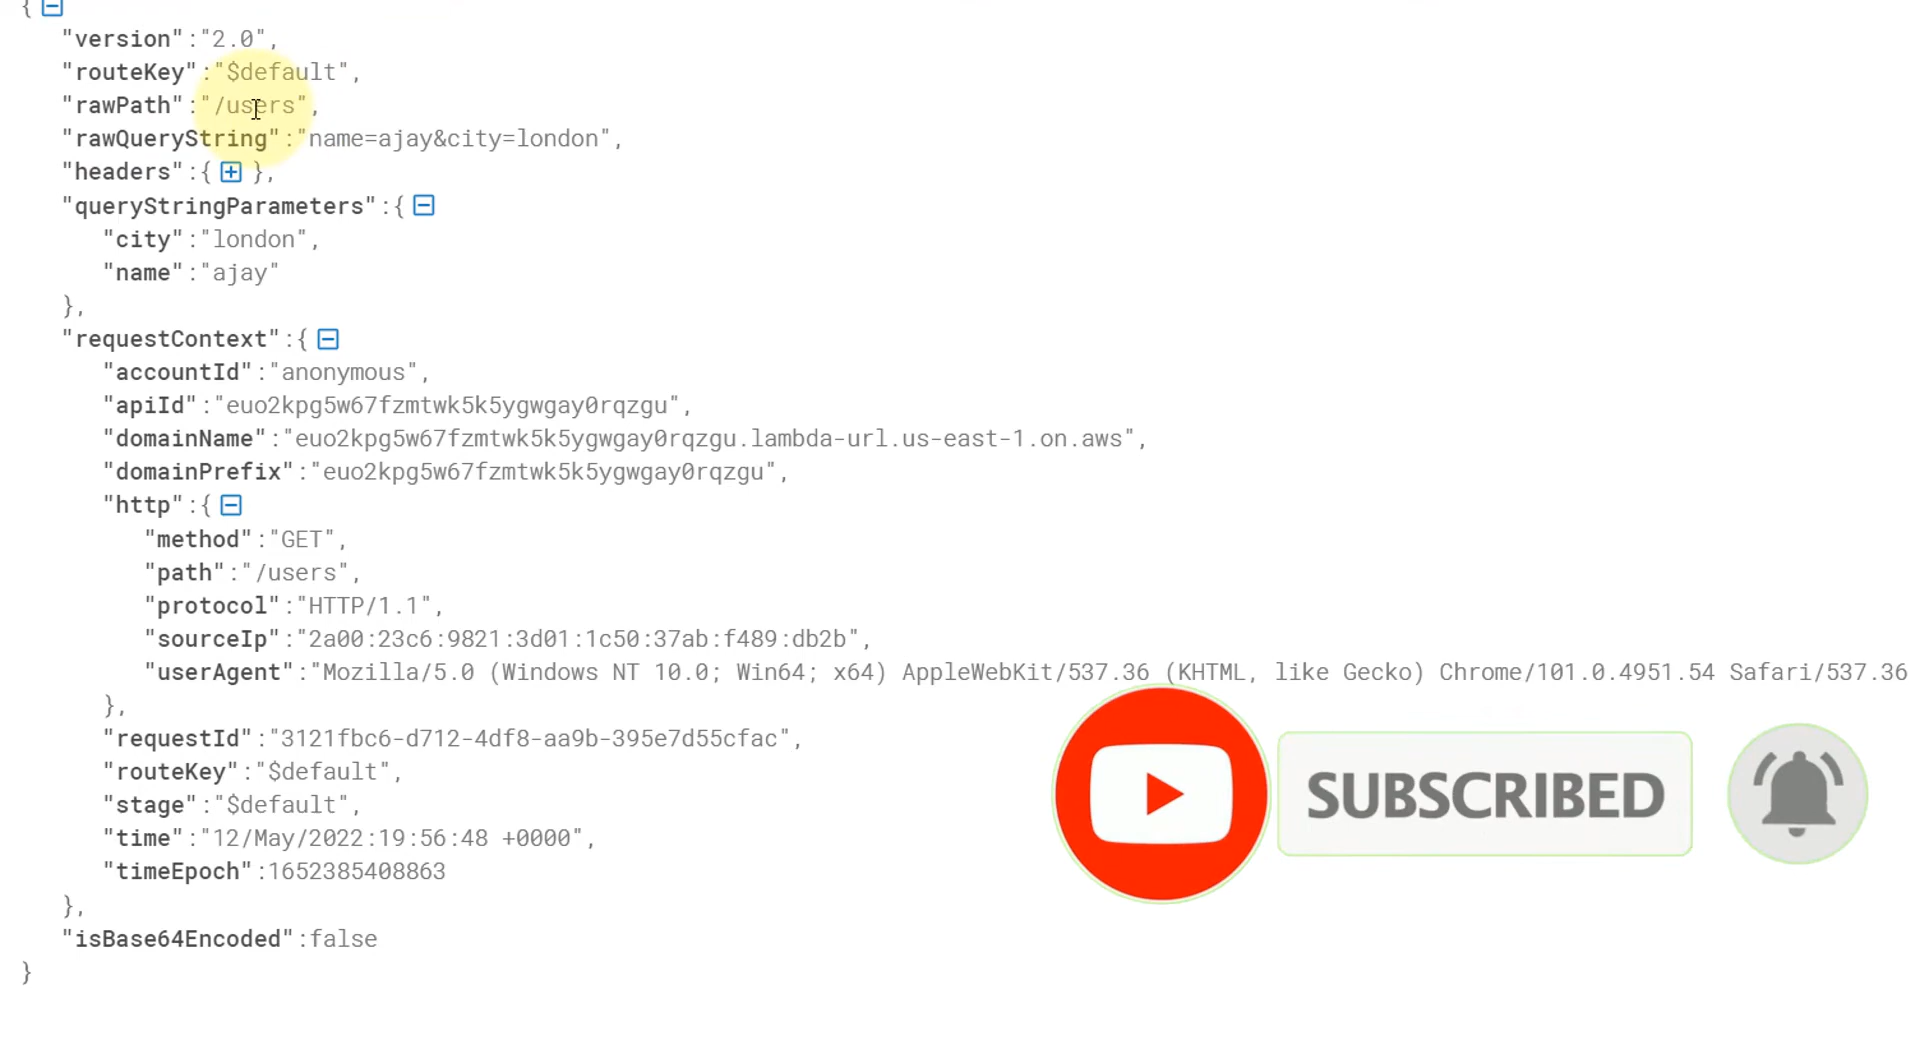 {
"version":"2.0",
"routeKey":"$default",
"rawPath":"/users",
"rawQueryString":"name=ajay&city=london",
"headers":{ },
"queryStringParameters":{
"city":"london",
"name":"ajay"
},
"requestContext":{
"accountId":"anonymous",
"apiId":"euo2kpg5w67fzmtwk5k5ygwgay0rqzgu",
"domainName":"euo2kpg5w67fzmtwk5k5ygwgay0rqzgu.lambda-url.us-east-1.on.aws",
"domainPrefix":"euo2kpg5w67fzmtwk5k5ygwgay0rqzgu",
"http":{
"method":"GET",
"path":"/users",
"protocol":"HTTP/1.1",
"sourceIp":"2a00:23c6:9821:3d01:1c50:37ab:f489:db2b",
"userAgent":"Mozilla/5.0 (Windows NT 10.0; Win64; x64) AppleWebKit/537.36 (KHTML, like Gecko) Chrome/101.0.4951.54 Safari/537.36
},
"requestId":"3121fbc6-d712-4df8-aa9b-395e7d55cfac",
"routeKey":"$default",
"stage":"$default",
"time":"12/May/2022:19:56:48 +0000",
"timeEpoch":1652385408863
},
"isBase64Encoded":false
}
SUBSCRIBED